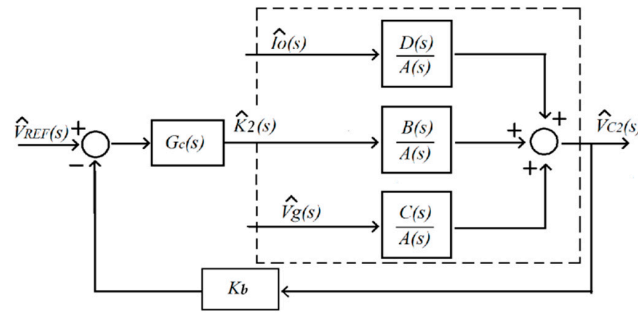 Îo(s)
D(s)
A(s)
+
+
V̂REF(s)
Gc(s)
K̂2(s)
B(s)
A(s)
+
V̂C2(s)
−
+
V̂g(s)
C(s)
A(s)
Kb